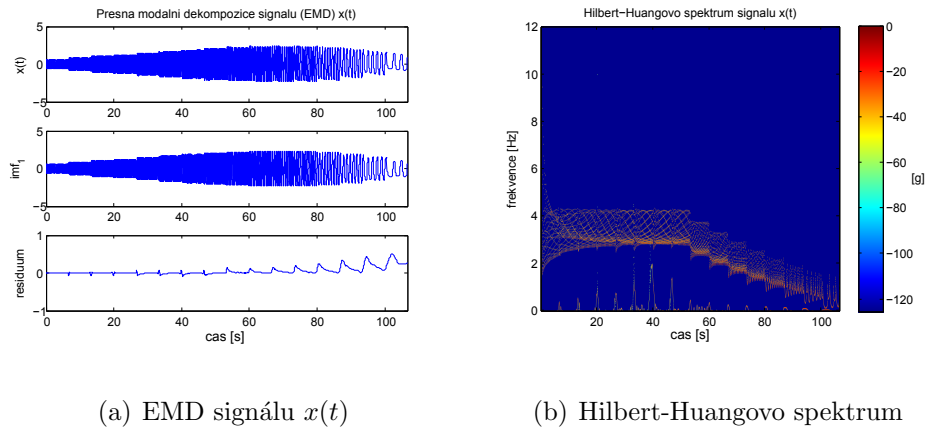 Presna modalni dekompozice signalu (EMD) x(t)
5
0
−5
x(t)
0 20 40 60 80 100
5
0
−5
imf1
0 20 40 60 80 100
1
0
−1
residuum
0 20 40 60 80 100
cas [s]
Hilbert−Huangovo spektrum signalu x(t)
12
10
8
6
4
2
0
frekvence [Hz]
20 40 60 80 100
cas [s]
0
−20
−40
−60
−80
−100
−120
[g]
(a) EMD signálu x(t)
(b) Hilbert-Huangovo spektrum